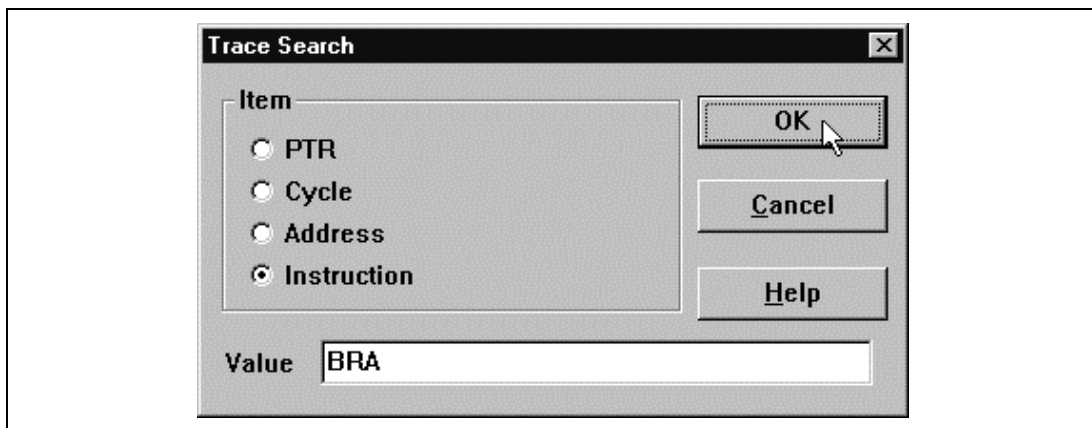 Trace Search
Item
PTR
Cycle
Address
Instruction
OK
Cancel
Help
Value BRA